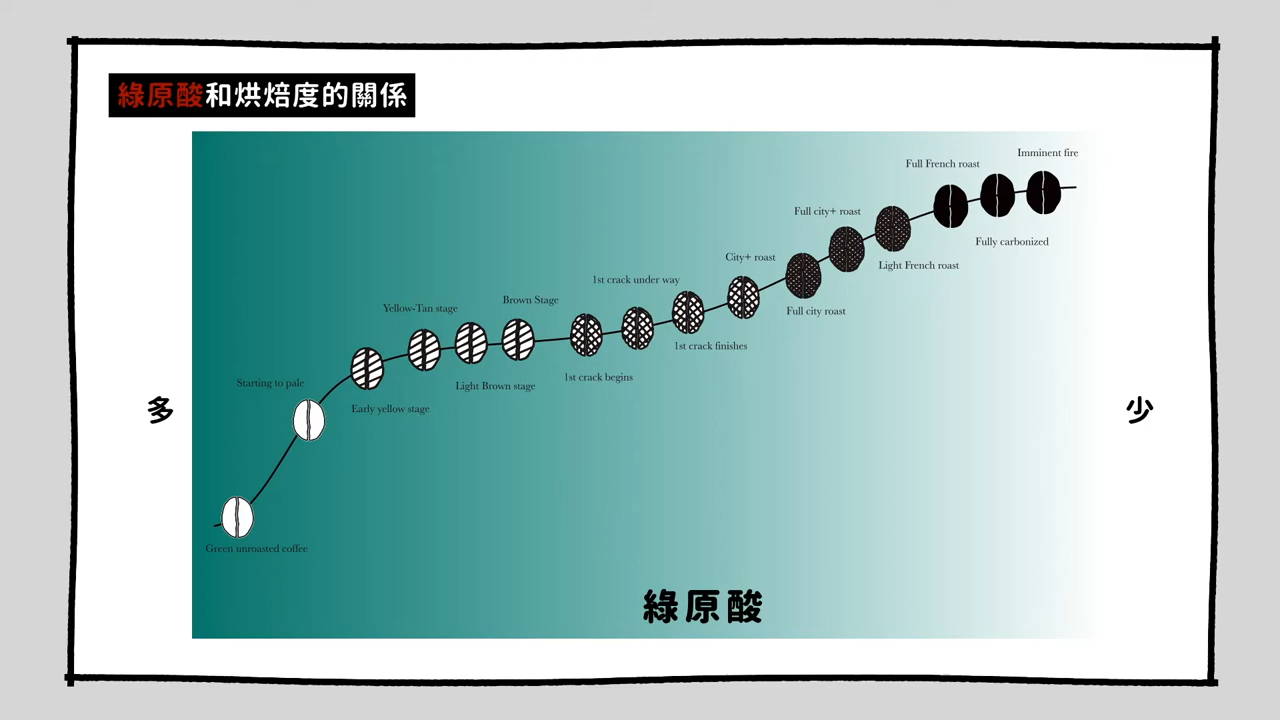 綠原酸和烘焙度的關係
Imminent fire
Full French roast
Full city+ roast
Fully carbonized
City+ roast
Light French roast
1st crack under way
Brown Stage
Yellow-Tan stage
Full city roast
1st crack finishes
1st crack begins
Starting to pale
Light Brown stage
Early yellow stage
多
少
Green unroasted coffee
綠原酸